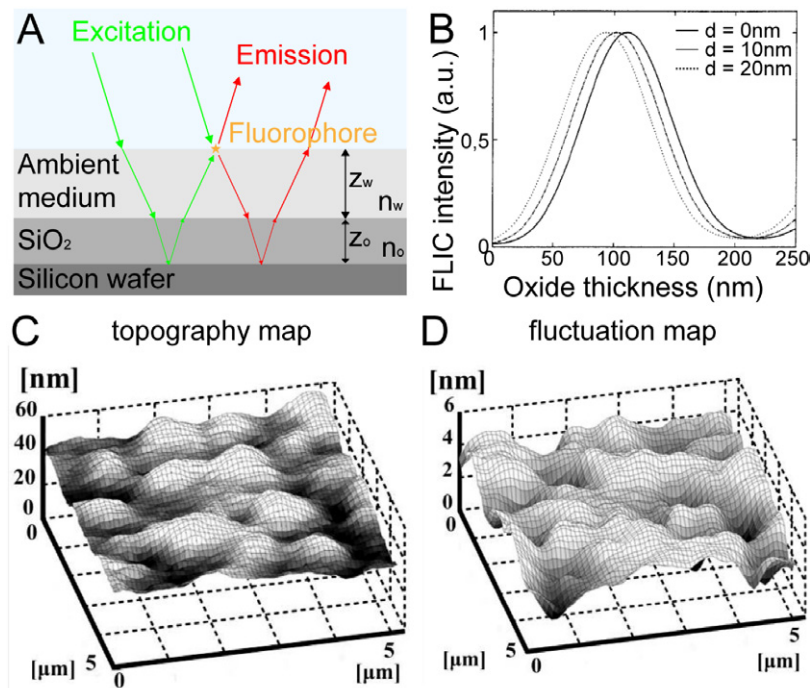 A
Excitation
Emission
Fluorophore
Ambient
medium
zw
nw
SiO2
zo
no
Silicon wafer
B
FLIC intensity (a.u.)
1
0,5
0
0 50 100 150 200 250
Oxide thickness (nm)
d = 0nm
d = 10nm
d = 20nm
C topography map
[nm]
60
40
20
0
0
5
[µm]
0
5
[µm]
D fluctuation map
[nm]
6
4
2
0
0
5
[µm]
0
5
[µm]